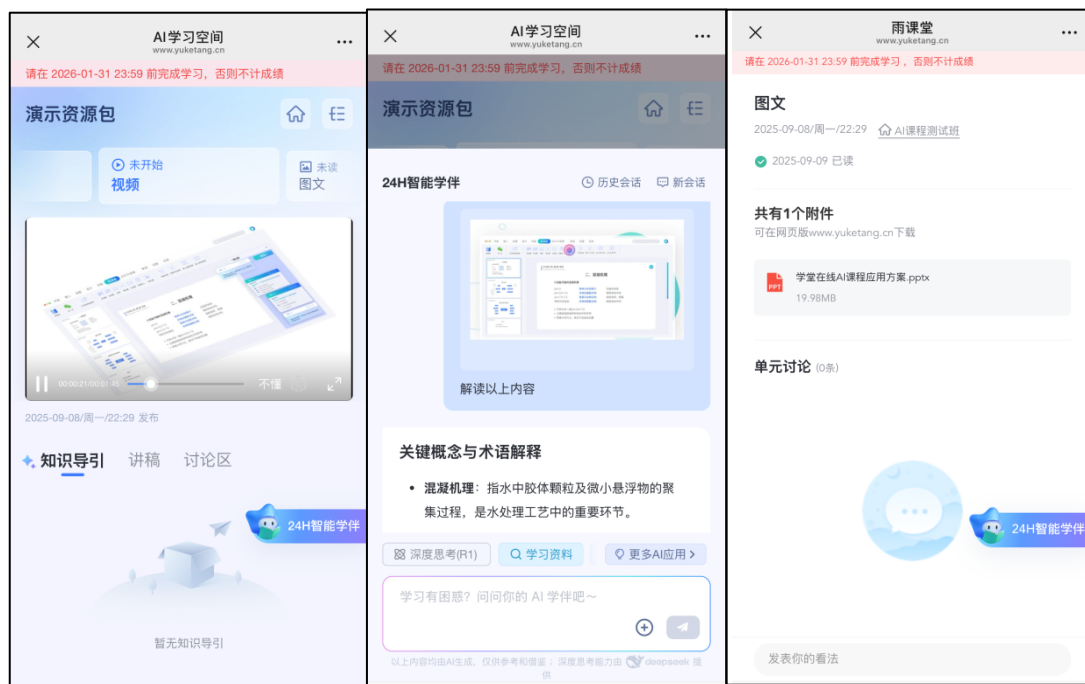 AI学习空间
www.yuketang.cn
请在 2026-01-31 23:59 前完成学习，否则不计成绩
演示资源包
未开始
视频
未读
图文
00:00:21/00:01:45
不懂
2025-09-08/周一/22:29 发布
知识导引
讲稿
讨论区
24H智能学伴
暂无知识导引
AI学习空间
www.yuketang.cn
请在 2026-01-31 23:59 前完成学习，否则不计成绩
演示资源包
24H智能学伴
历史会话
新会话
解读以上内容
关键概念与术语解释
• 混凝机理：指水中胶体颗粒及微小悬浮物的聚
集过程，是水处理工艺中的重要环节。
深度思考(R1)
学习资料
更多AI应用
学习有困惑？问问你的 AI 学伴吧～
以上内容均由AI生成，仅供参考和借鉴；深度思考能力由 deepseek 提
供
雨课堂
www.yuketang.cn
请在 2026-01-31 23:59 前完成学习 ，否则不计成绩
图文
2025-09-08/周一/22:29 AI课程测试班
2025-09-09 已读
共有1个附件
可在网页版www.yuketang.cn下载
PPT
学堂在线AI课程应用方案.pptx
19.98MB
单元讨论 (0条)
24H智能学伴
发表你的看法